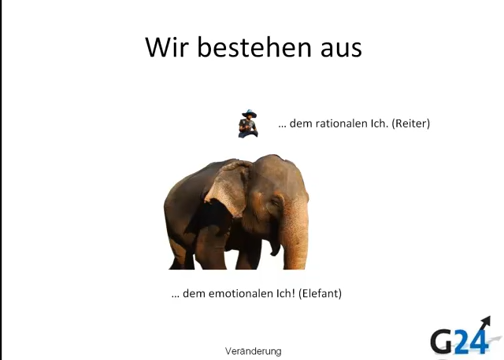 Wir bestehen aus
... dem rationalen Ich. (Reiter)
... dem emotionalen Ich! (Elefant)
Veränderung
G24